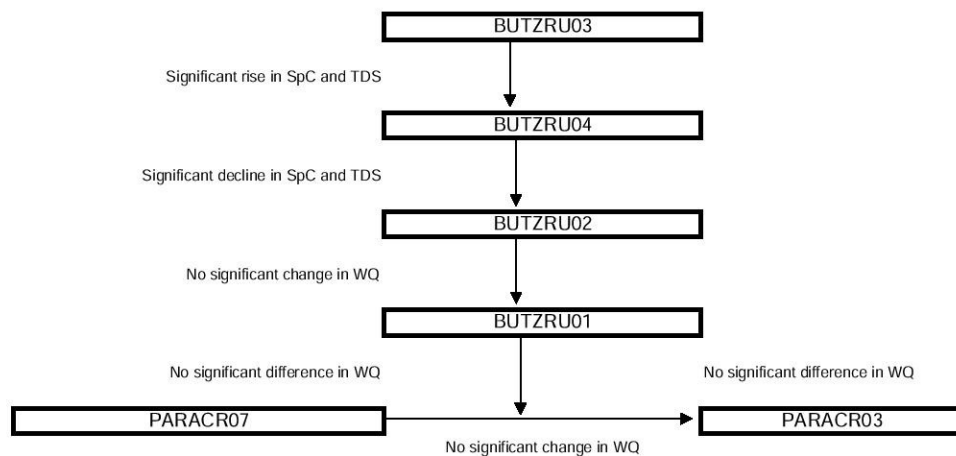 BUTZRU03
Significant rise in SpC and TDS
BUTZRU04
Significant decline in SpC and TDS
BUTZRU02
No significant change in WQ
BUTZRU01
No significant difference in WQ
No significant difference in WQ
PARACR07
PARACR03
No significant change in WQ